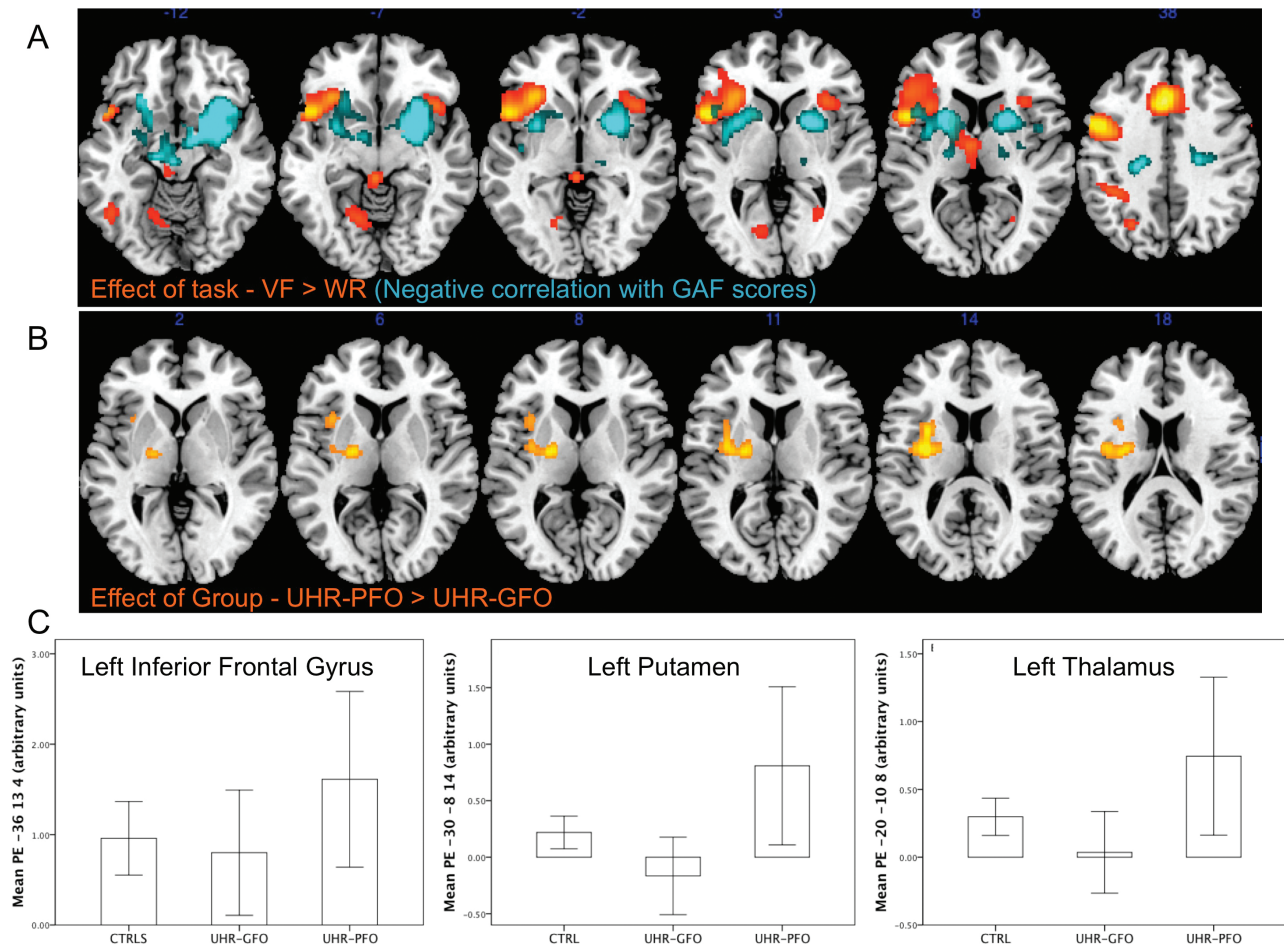 A
-12 -7 -2 3 8 38
Effect of task - VF > WR (Negative correlation with GAF scores)
B
2 6 8 11 14 18
Effect of Group - UHR-PFO > UHR-GFO
C
Left Inferior Frontal Gyrus
Mean PE -36 13 4 (arbitrary units)
3.00
2.00
1.00
0.00
CTRLS UHR-GFO UHR-PFO
Left Putamen
Mean PE -30 -8 14 (arbitrary units)
1.50
1.00
0.50
0.00
-0.50
CTRL UHR-GFO UHR-PFO
Left Thalamus
Mean PE -20 -10 8 (arbitrary units)
1.50
1.00
0.50
0.00
-0.50
CTRL UHR-GFO UHR-PFO